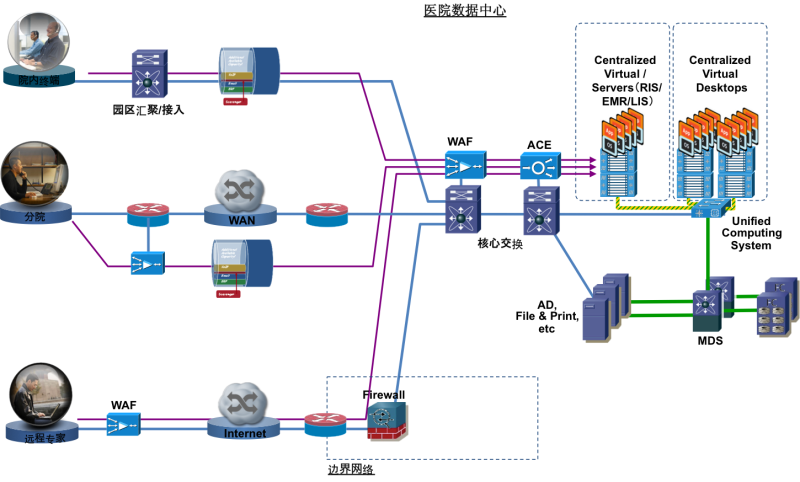 医院数据中心
Centralized
Virtual /
Servers（RIS/
EMR/LIS）
Centralized
Virtual
Desktops
院内终端
园区汇聚/接入
WAF
ACE
App
OS
分院
WAN
核心交换
Unified
Computing
System
AD,
File & Print,
etc
MDS
远程专家
WAF
Internet
Firewall
边界网络